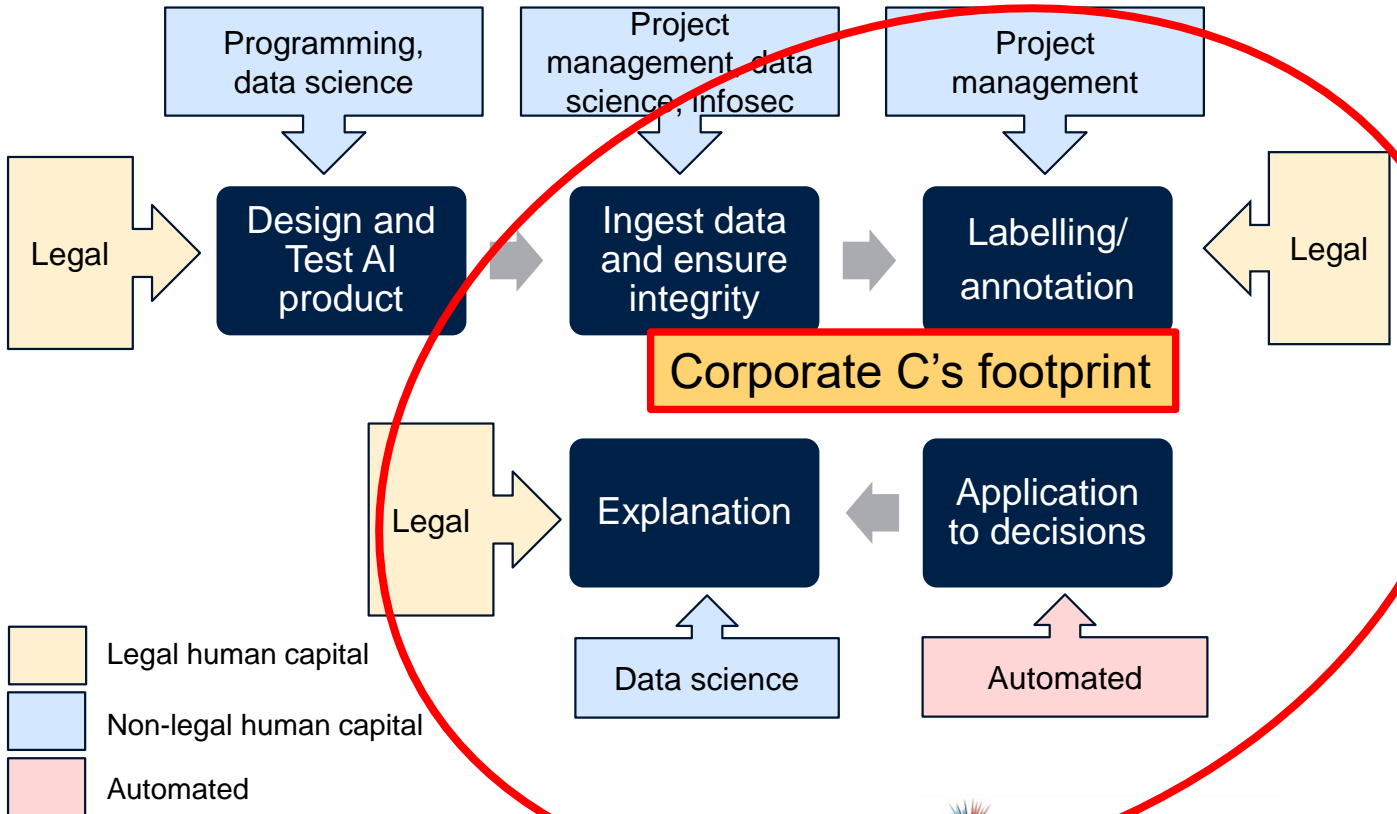 Programming,
data science
Project
management, data
science, infosec
Project
management
Legal
Design and
Test AI
product
Ingest data
and ensure
integrity
Labelling/
annotation
Legal
Corporate C’s footprint
Legal
Explanation
Application
to decisions
Data science
Automated
Legal human capital
Non-legal human capital
Automated